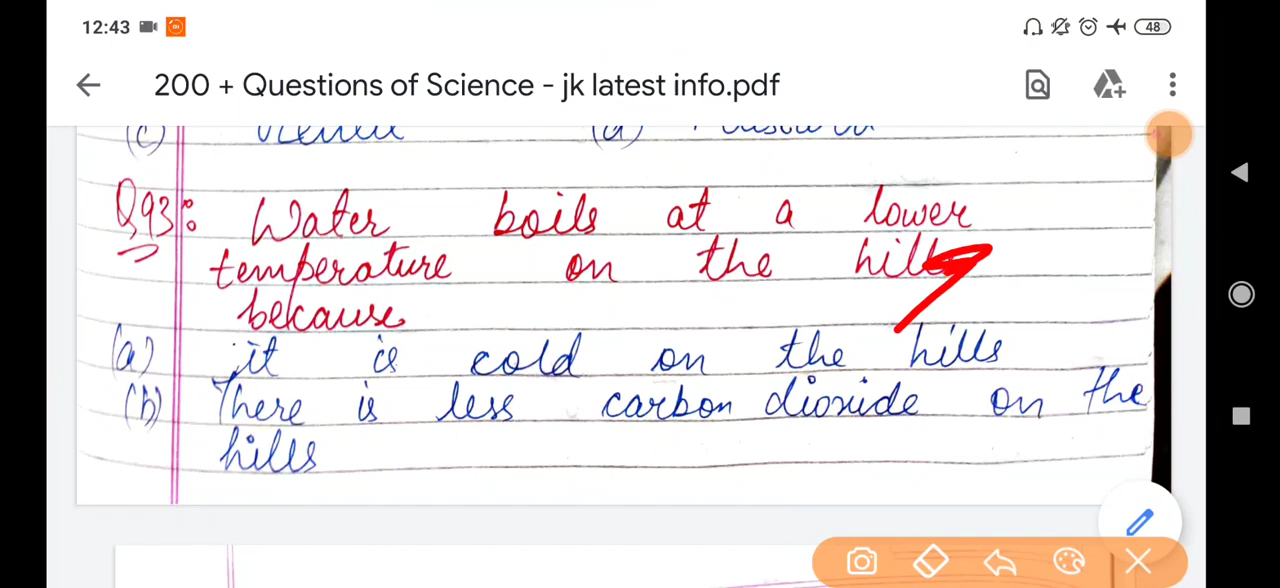 12:43
48
200 + Questions of Science - jk latest info.pdf
(c) (d)
Q93: Water boils at a lower
temperature on the hills
because
(a) it is cold on the hills
(b) There is less carbon dioxide on the
hills